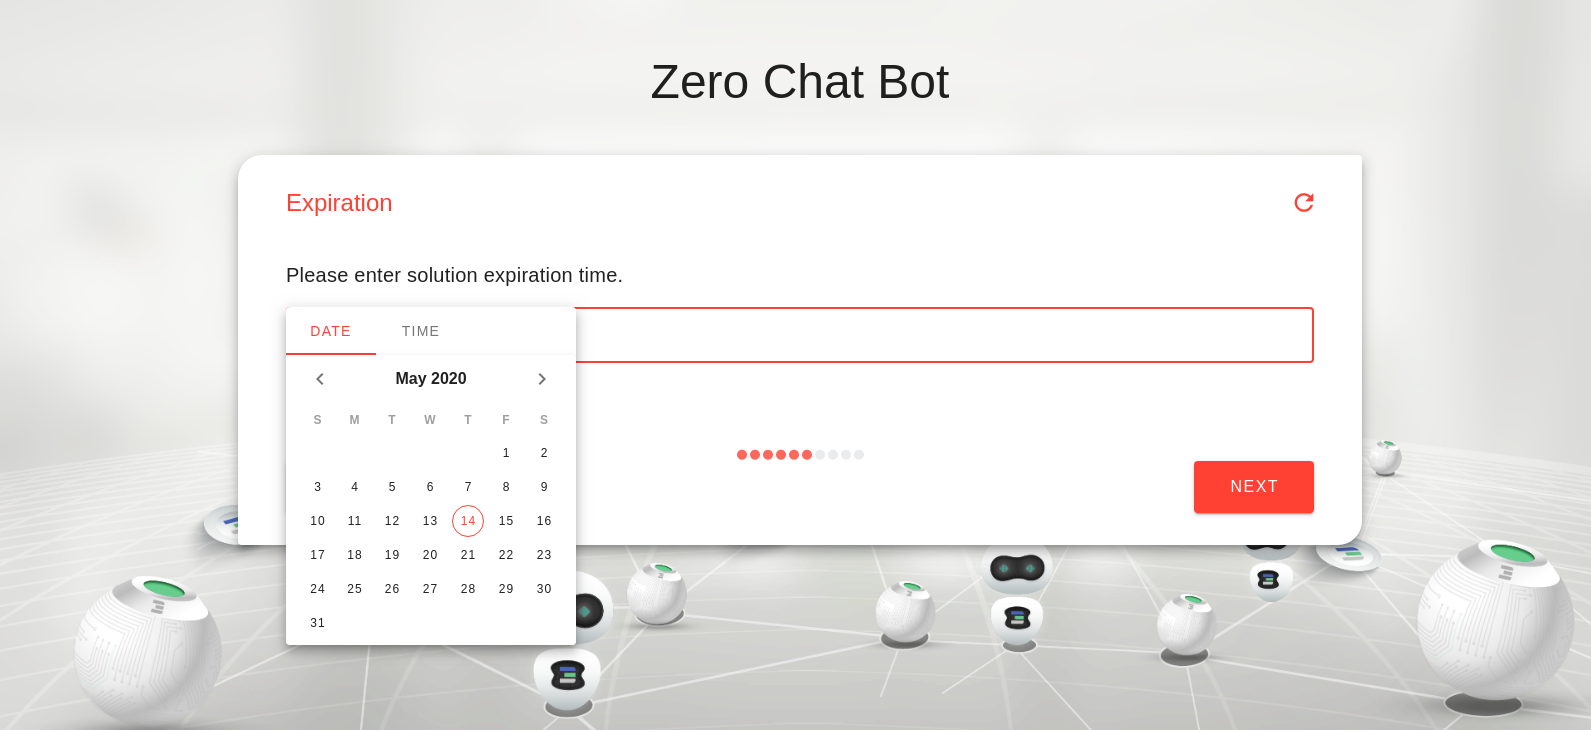 Zero Chat Bot
Expiration
Please enter solution expiration time.
DATE TIME
May 2020
S M T W T F S
1 2
3 4 5 6 7 8 9
10 11 12 13 14 15 16
17 18 19 20 21 22 23
24 25 26 27 28 29 30
31
NEXT